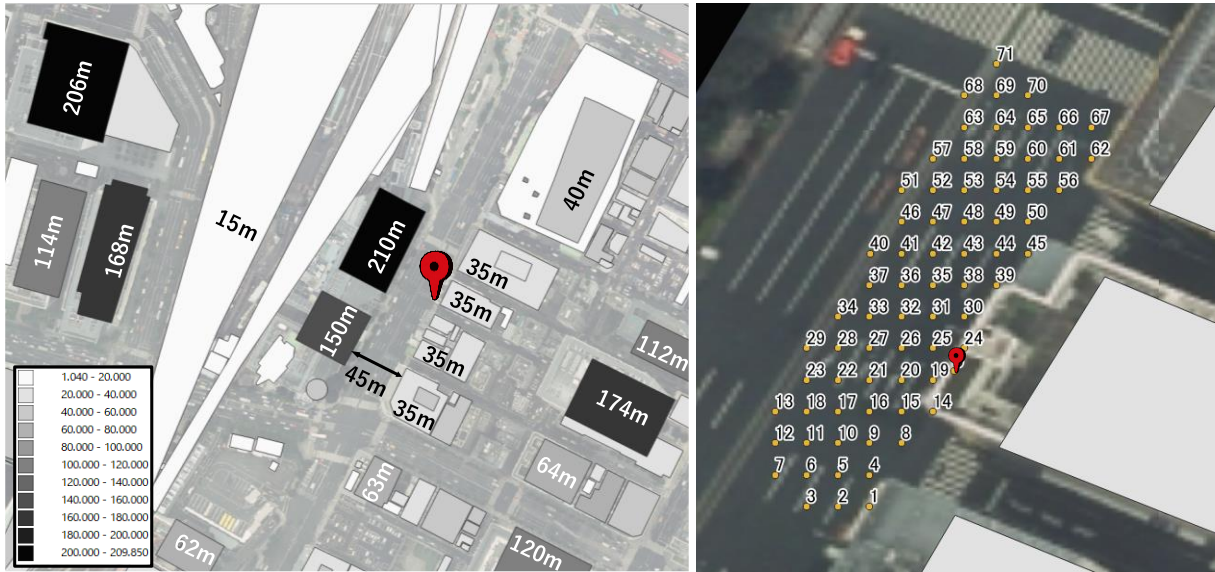 206m
114m
168m
15m
210m
150m
45m
40m
35m
35m
35m
35m
112m
174m
64m
63m
62m
120m
1.040 - 20.000
20.000 - 40.000
40.000 - 60.000
60.000 - 80.000
80.000 - 100.000
100.000 - 120.000
120.000 - 140.000
140.000 - 160.000
160.000 - 180.000
180.000 - 200.000
200.000 - 209.850
71
68 69 70
63 64 65 66 67
57 58 59 60 61 62
51 52 53 54 55 56
46 47 48 49 50
40 41 42 43 44 45
37 36 35 38 39
34 33 32 31 30
29 28 27 26 25 24
23 22 21 20 19
13 18 17 16 15 14
12 11 10 9 8
7 6 5 4
3 2 1